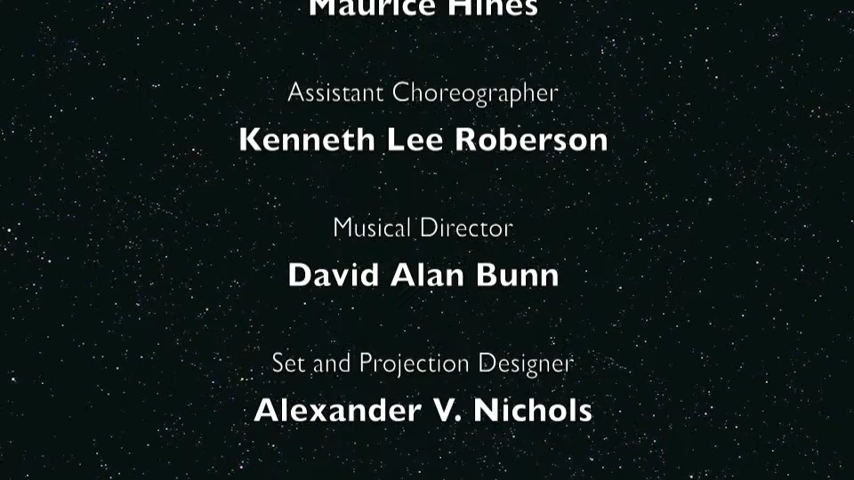 Maurice Hines
Assistant Choreographer
Kenneth Lee Roberson
Musical Director
David Alan Bunn
Set and Projection Designer
Alexander V. Nichols